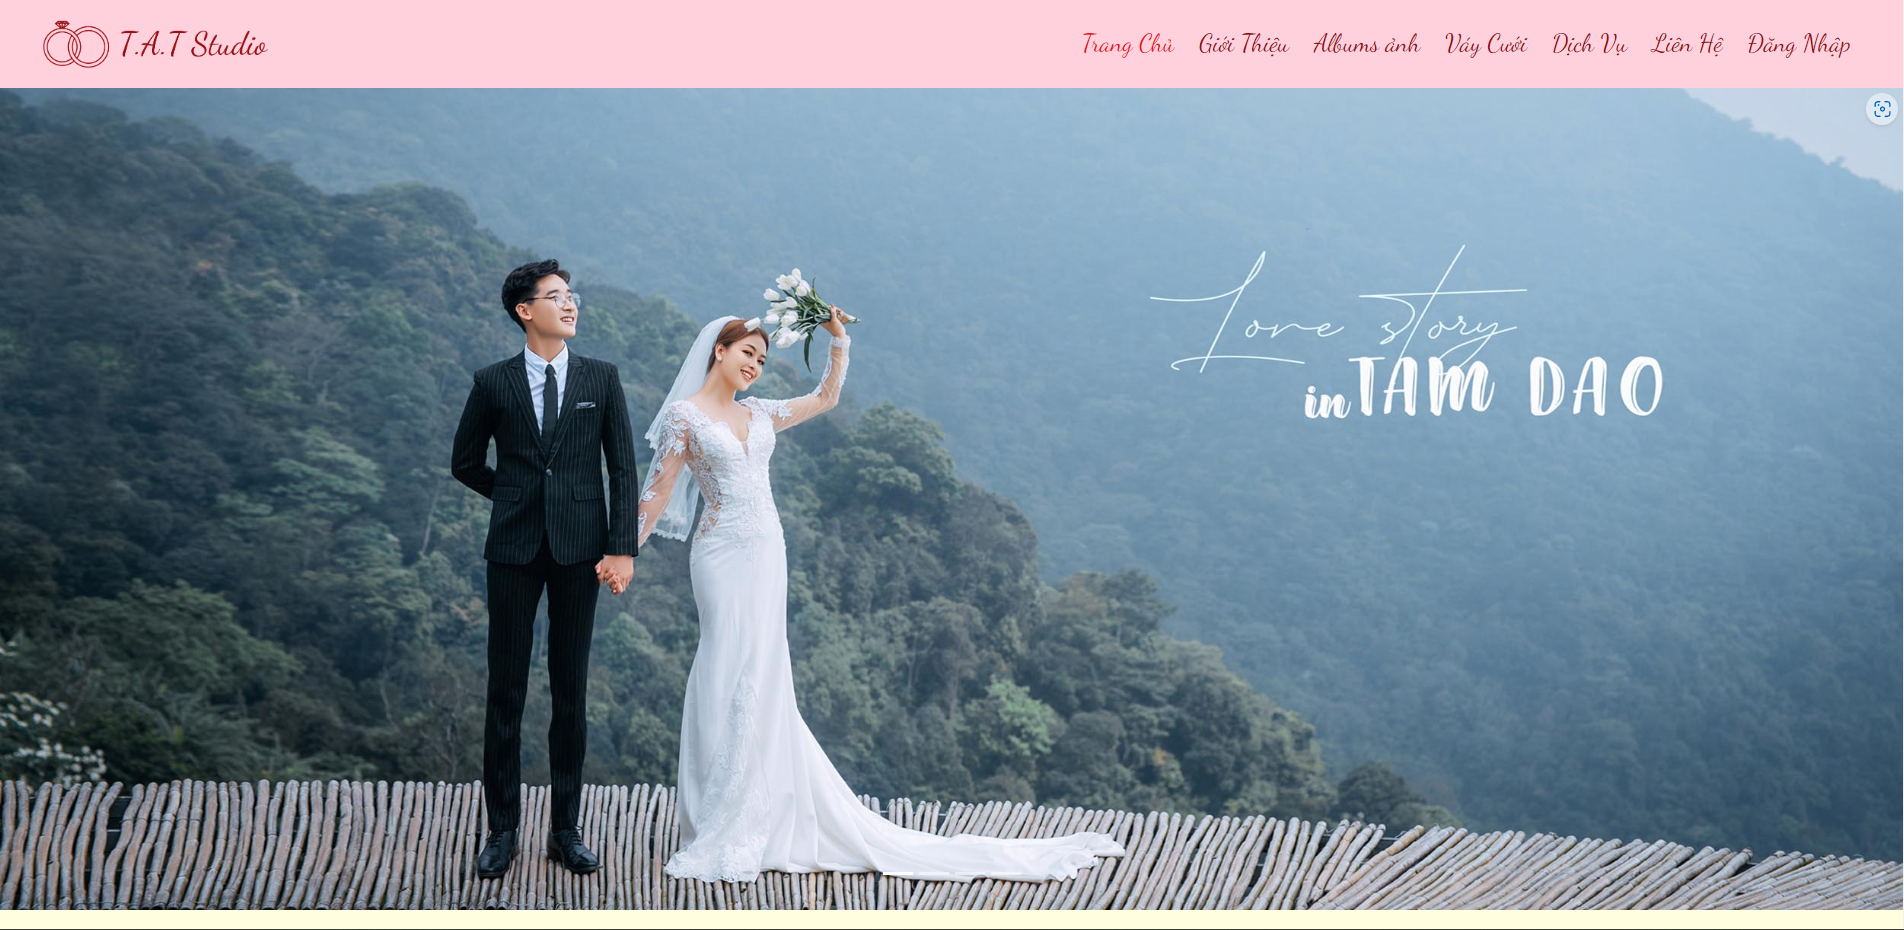 T.A.T Studio
Trang Chủ Giới Thiệu Albums ảnh Váy Cưới Dịch Vụ Liên Hệ Đăng Nhập
Love story
in TAM DAO